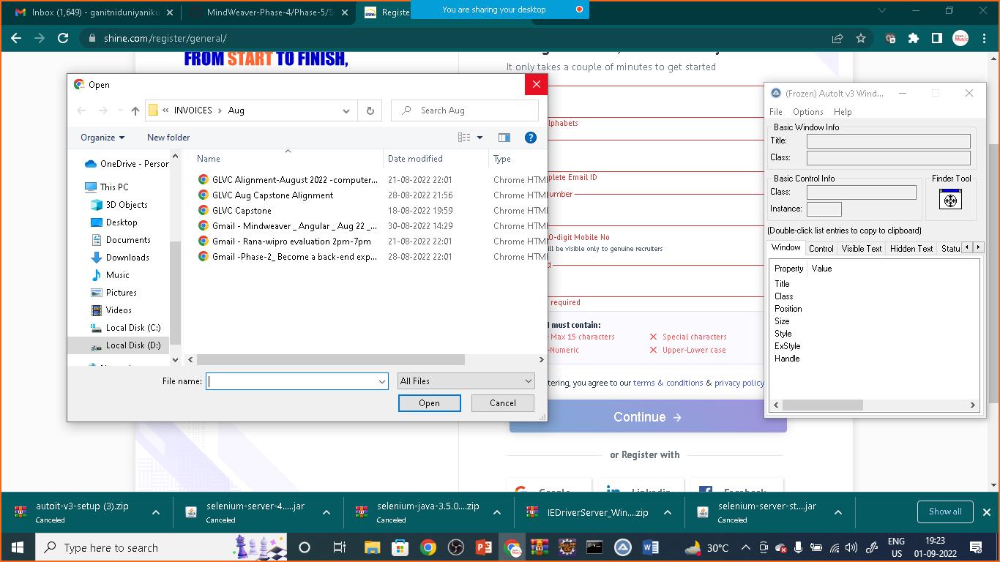 Inbox (1,649) - ganitniduniyaniku
MindWeaver-Phase-4/Phase-5/Se
Registe
You are sharing your desktop
shine.com/register/general/
FROM START TO FINISH,
It only takes a couple of minutes to get started
Open
« INVOICES › Aug
Search Aug
Organize
New folder
Name
Date modified
Type
OneDrive - Person
This PC
3D Objects
Desktop
Documents
Downloads
Music
Pictures
Videos
Local Disk (C:)
Local Disk (D:)
GLVC Alignment-August 2022 -computer... 21-08-2022 22:01 Chrome HTM
GLVC Aug Capstone Alignment 28-08-2022 21:56 Chrome HTM
GLVC Capstone 18-08-2022 19:59 Chrome HTM
Gmail - Mindweaver _ Angular _ Aug 22 _... 30-08-2022 14:29 Chrome HTM
Gmail - Rana-wipro evaluation 2pm-7pm 21-08-2022 22:01 Chrome HTM
Gmail -Phase-2_ Become a back-end exp... 28-08-2022 22:01 Chrome HTM
File name:
All Files
Open
Cancel
lphabets
plete Email ID
umber
0-digit Mobile No
ill be visible only to genuine recruiters
d
required
d must contain:
-Max 15 characters
Special characters
-Numeric
Upper-Lower case
tering, you agree to our terms & conditions & privacy policy
Continue →
or Register with
Google
Linkedin
Facebook
(Frozen) AutoIt v3 Wind...
File Options Help
Basic Window Info
Title:
Class:
Basic Control Info
Class:
Instance:
Finder Tool
(Double-click list entries to copy to clipboard)
Window Control Visible Text Hidden Text Statu
Property Value
Title
Class
Position
Size
Style
ExStyle
Handle
autoit-v3-setup (3).zip
Canceled
selenium-server-4.....jar
Canceled
selenium-java-3.5.0....zip
Canceled
IEDriverServer_Win....zip
selenium-server-st....jar
Canceled
Show all
Type here to search
30°C
ENG
US
19:23
01-09-2022